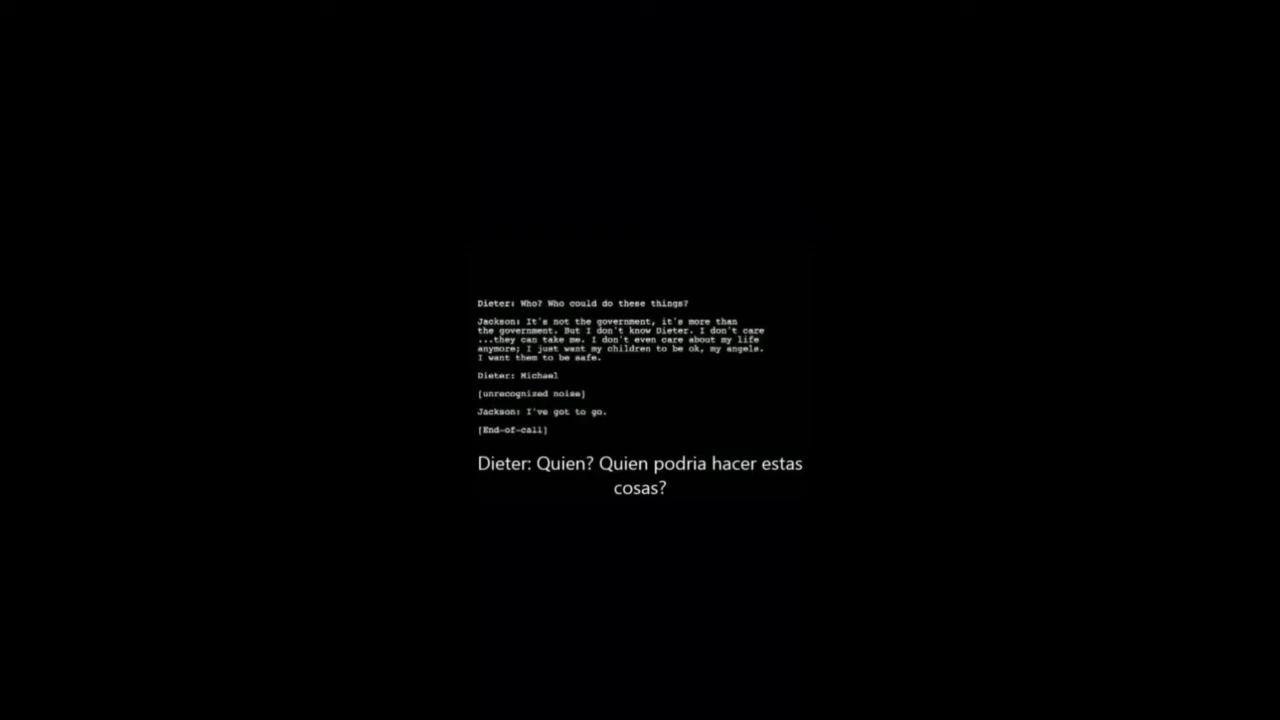 Dieter: Who? Who could do these things?
Jackson: It's not the government, it's more than
the government. But I don't know Dieter. I don't care
...they can take me. I don't even care about my life
anymore; I just want my children to be ok, my angels.
I want them to be safe.
Dieter: Michael
[unrecognized noise]
Jackson: I've got to go.
[End-of-call]
Dieter: Quien? Quien podria hacer estas
cosas?